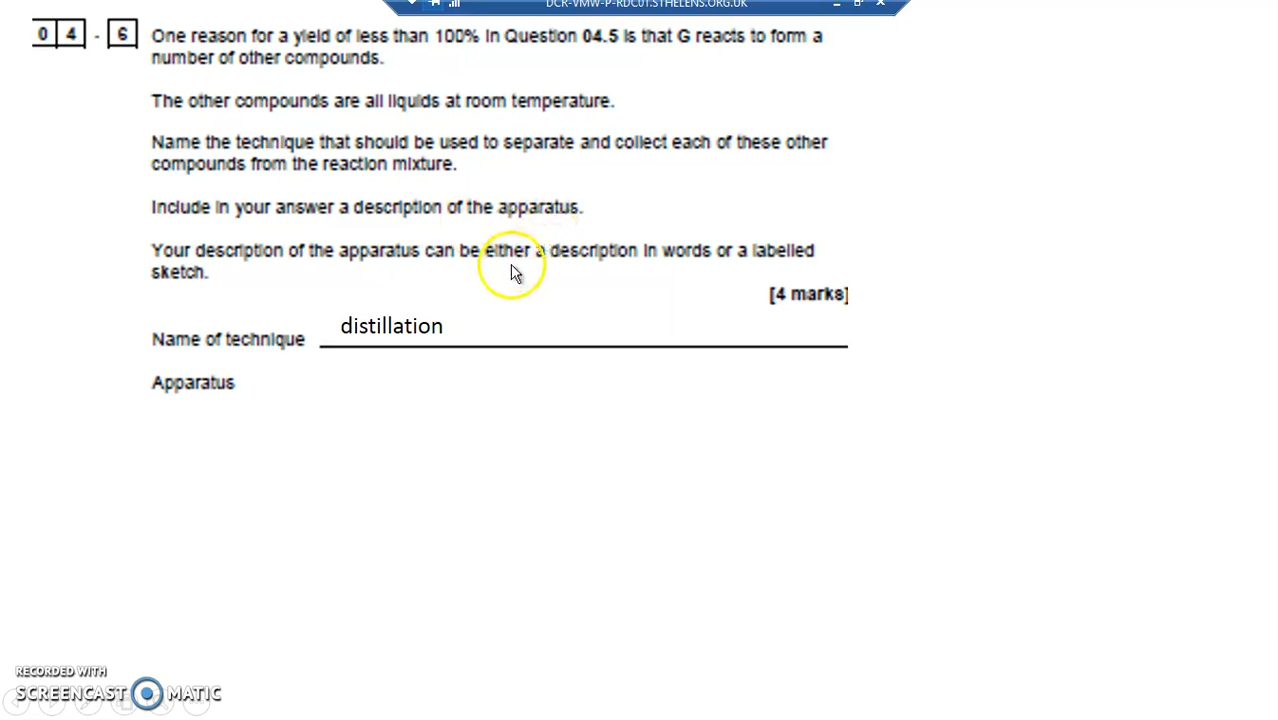 DCR-VMW-P-RDC01.STHELENS.ORG.UK
0 4 - 6 One reason for a yield of less than 100% in Question 04.5 is that G reacts to form a
number of other compounds.
The other compounds are all liquids at room temperature.
Name the technique that should be used to separate and collect each of these other
compounds from the reaction mixture.
Include in your answer a description of the apparatus.
Your description of the apparatus can be either a description in words or a labelled
sketch.
[4 marks]
distillation
Name of technique
Apparatus
RECORDED WITH
SCREENCAST MATIC